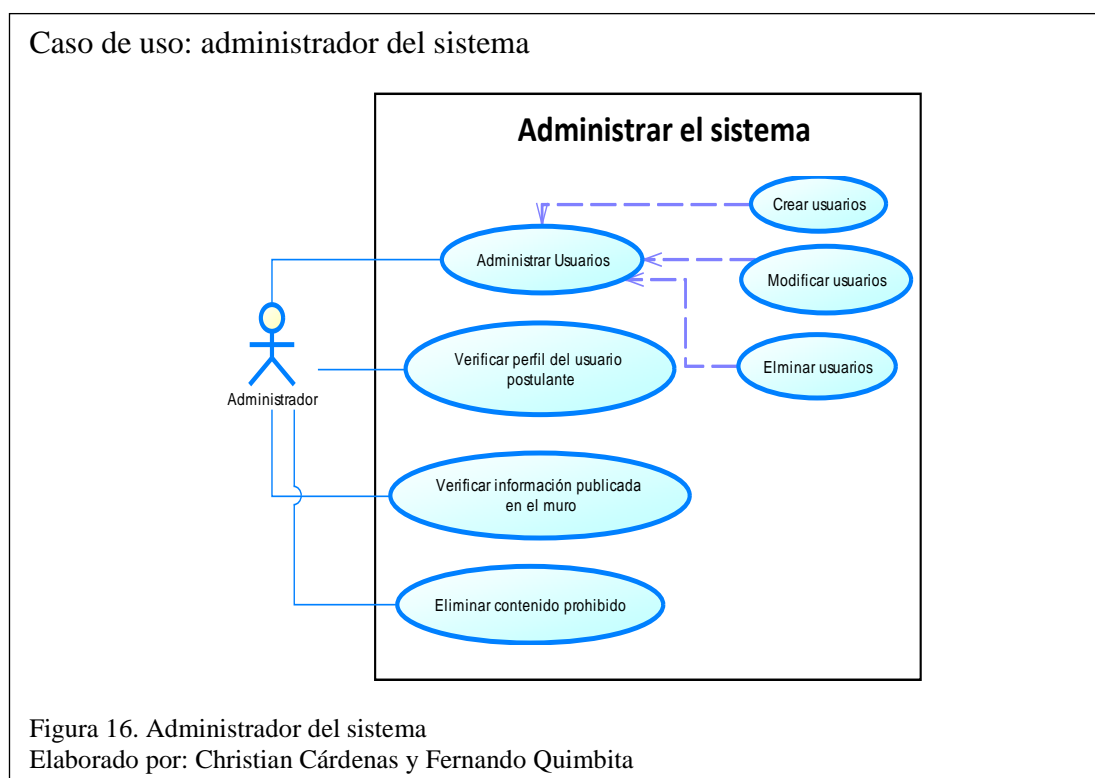 Caso de uso: administrador del sistema
Administrar el sistema
Crear usuarios
Administrar Usuarios
Modificar usuarios
Verificar perfil del usuario
postulante
Elminar usuarios
Administrador
Verificar información publicada
en el muro
Eliminar contenido prohibido
Figura 16. Administrador del sistema
Elaborado por: Christian Cárdenas y Fernando Quimbita